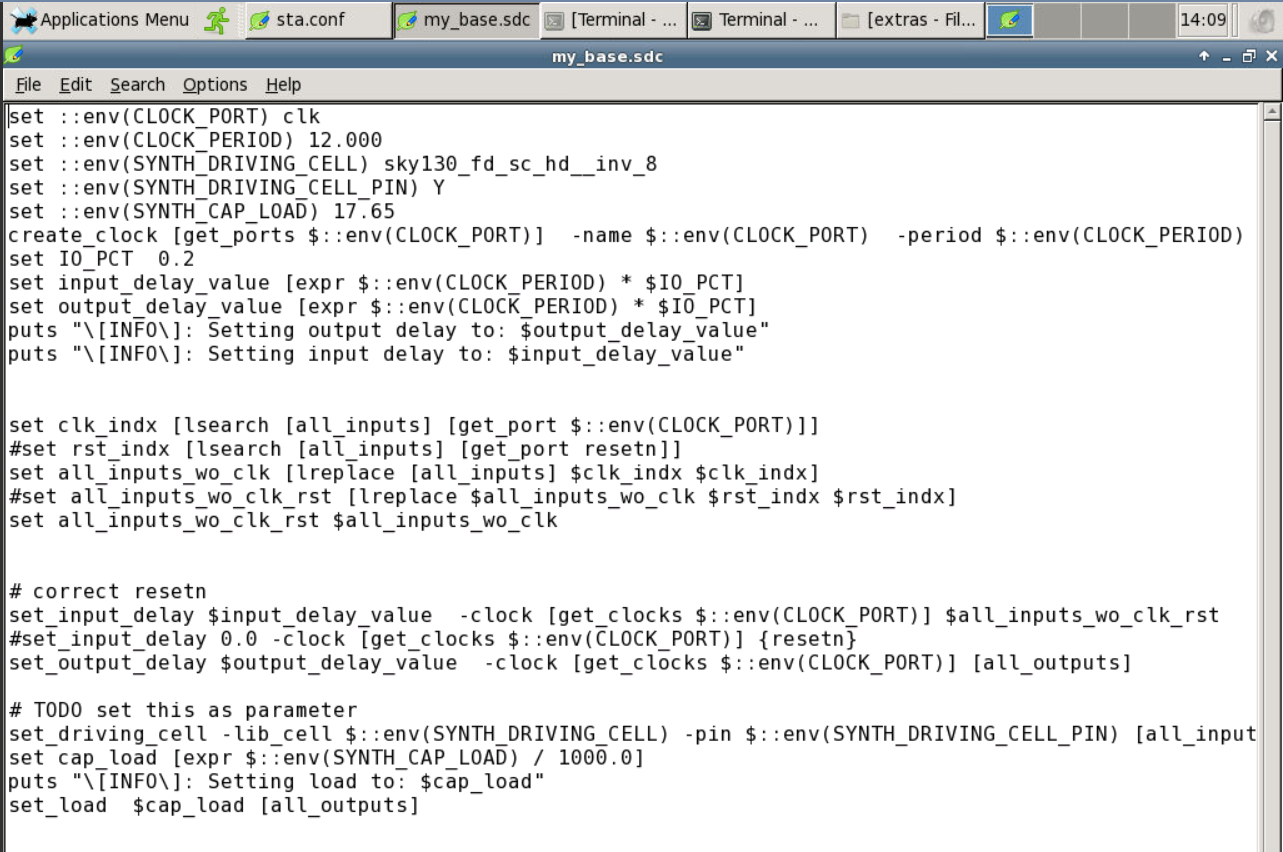 Applications Menu sta.conf my_base.sdc [Terminal - ... Terminal - ... [extras - Fil... 14:09
my_base.sdc
File Edit Search Options Help
set ::env(CLOCK_PORT) clk
set ::env(CLOCK_PERIOD) 12.000
set ::env(SYNTH_DRIVING_CELL) sky130_fd_sc_hd__inv_8
set ::env(SYNTH_DRIVING_CELL_PIN) Y
set ::env(SYNTH_CAP_LOAD) 17.65
create_clock [get_ports $::env(CLOCK_PORT)]  -name $::env(CLOCK_PORT)  -period $::env(CLOCK_PERIOD)
set IO_PCT  0.2
set input_delay_value [expr $::env(CLOCK_PERIOD) * $IO_PCT]
set output_delay_value [expr $::env(CLOCK_PERIOD) * $IO_PCT]
puts "\[INFO\]: Setting output delay to: $output_delay_value"
puts "\[INFO\]: Setting input delay to: $input_delay_value"
set clk_indx [lsearch [all_inputs] [get_port $::env(CLOCK_PORT)]]
#set rst_indx [lsearch [all_inputs] [get_port resetn]]
set all_inputs_wo_clk [lreplace [all_inputs] $clk_indx $clk_indx]
#set all_inputs_wo_clk_rst [lreplace $all_inputs_wo_clk $rst_indx $rst_indx]
set all_inputs_wo_clk_rst $all_inputs_wo_clk
# correct resetn
set_input_delay $input_delay_value  -clock [get_clocks $::env(CLOCK_PORT)] $all_inputs_wo_clk_rst
#set_input_delay 0.0 -clock [get_clocks $::env(CLOCK_PORT)] {resetn}
set_output_delay $output_delay_value  -clock [get_clocks $::env(CLOCK_PORT)] [all_outputs]
# TODO set this as parameter
set_driving_cell -lib_cell $::env(SYNTH_DRIVING_CELL) -pin $::env(SYNTH_DRIVING_CELL_PIN) [all_input
set cap_load [expr $::env(SYNTH_CAP_LOAD) / 1000.0]
puts "\[INFO\]: Setting load to: $cap_load"
set_load  $cap_load [all_outputs]